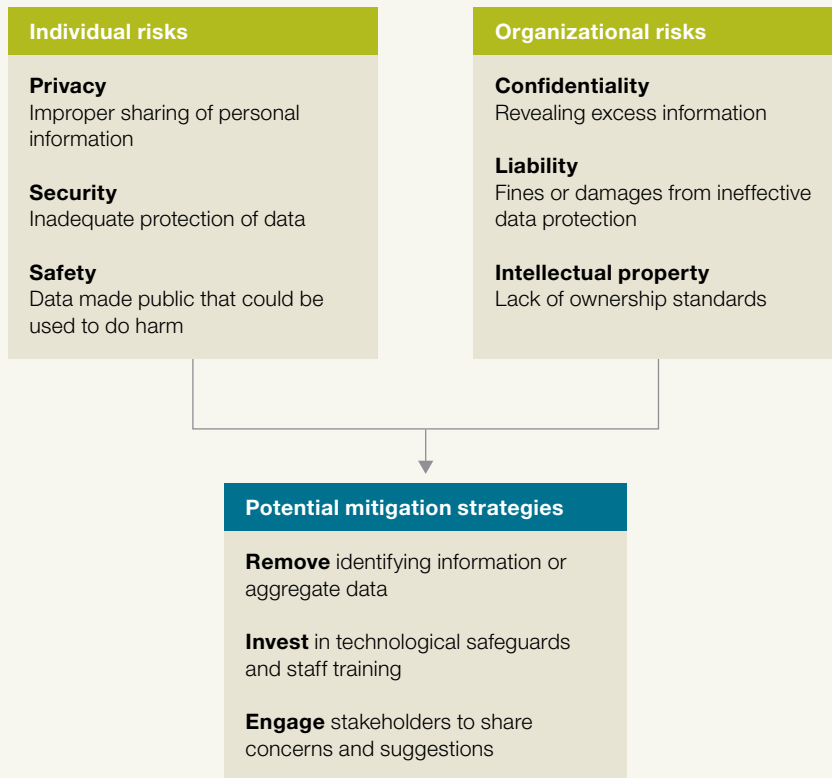 Individual risks
Privacy
Improper sharing of personal
information
Security
Inadequate protection of data
Safety
Data made public that could be
used to do harm
Organizational risks
Confidentiality
Revealing excess information
Liability
Fines or damages from ineffective
data protection
Intellectual property
Lack of ownership standards
Potential mitigation strategies
Remove identifying information or
aggregate data
Invest in technological safeguards
and staff training
Engage stakeholders to share
concerns and suggestions